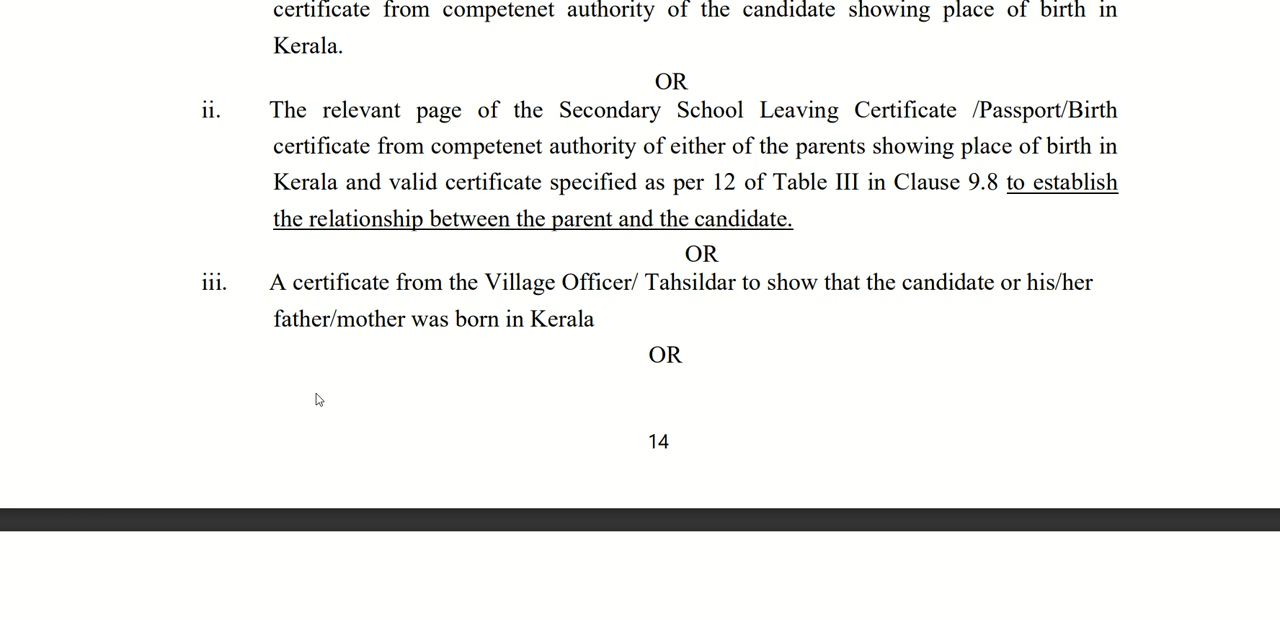 certificate from competenet authority of the candidate showing place of birth in
Kerala.
OR
ii. The relevant page of the Secondary School Leaving Certificate /Passport/Birth
certificate from competenet authority of either of the parents showing place of birth in
Kerala and valid certificate specified as per 12 of Table III in Clause 9.8 to establish
the relationship between the parent and the candidate.
OR
iii. A certificate from the Village Officer/ Tahsildar to show that the candidate or his/her
father/mother was born in Kerala
OR
14